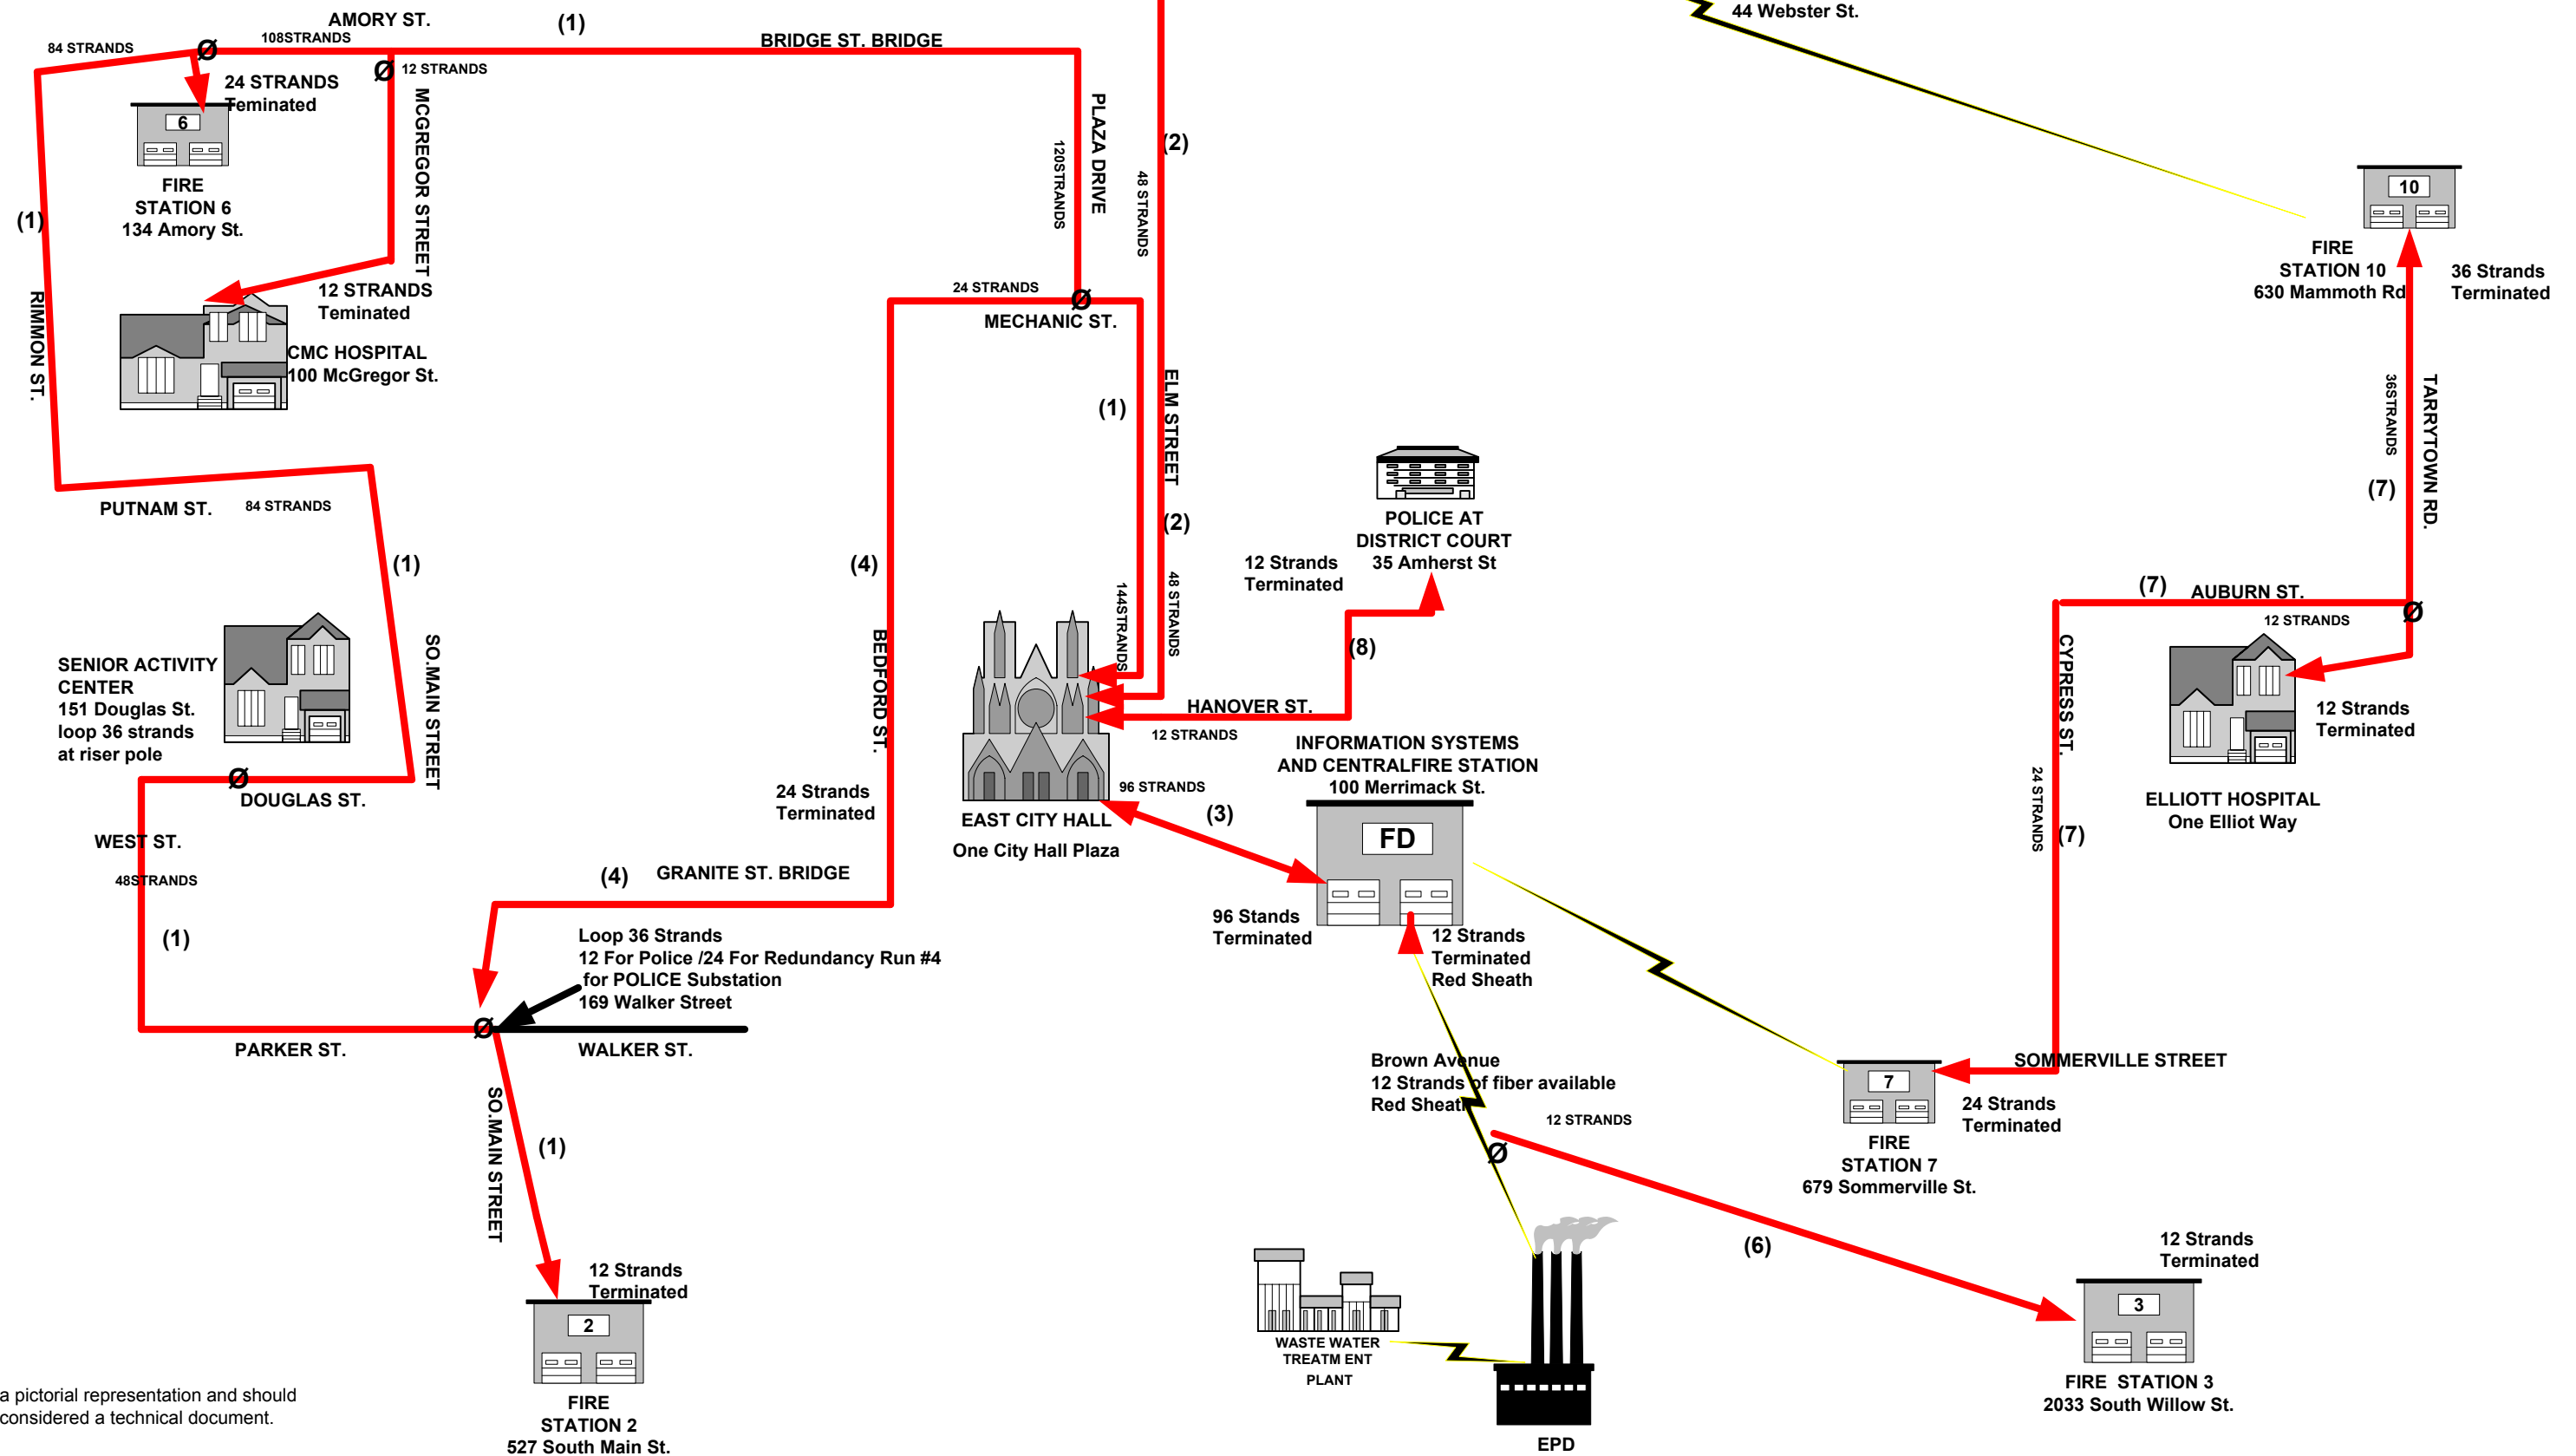 44 Webster St.
AMORY ST.
(1)
84 STRANDS
108STRANDS
BRIDGE ST. BRIDGE
Ø
Ø
12 STRANDS
24 STRANDS
Teminated
6
FIRE
STATION 6
134 Amory St.
(1)
MCGREGOR STREET
PLAZA DRIVE
120STRANDS
(2)
48 STRANDS
10
FIRE
STATION 10
630 Mammoth Rd
36 Strands
Terminated
12 STRANDS
Teminated
CMC HOSPITAL
100 McGregor St.
RIMMON ST.
24 STRANDS
Ø
MECHANIC ST.
(1)
ELM STREET
(2)
36STRANDS
TARRYTOWN RD.
(7)
PUTNAM ST.
84 STRANDS
(1)
(4)
POLICE AT
DISTRICT COURT
35 Amherst St
12 Strands
Terminated
144STRANDS
48 STRANDS
(7)
AUBURN ST.
12 STRANDS
Ø
SENIOR ACTIVITY
CENTER
151 Douglas St.
loop 36 strands
at riser pole
SO.MAIN STREET
BEDFORD ST.
(8)
HANOVER ST.
12 STRANDS
CYPRESS ST.
24 STRANDS
(7)
12 Strands
Terminated
ELLIOTT HOSPITAL
One Elliot Way
Ø
DOUGLAS ST.
24 Strands
Terminated
96 STRANDS
(3)
EAST CITY HALL
One City Hall Plaza
INFORMATION SYSTEMS
AND CENTRALFIRE STATION
100 Merrimack St.
FD
WEST ST.
48STRANDS
(1)
(4)
GRANITE ST. BRIDGE
96 Stands
Terminated
12 Strands
Terminated
Red Sheath
Loop 36 Strands
12 For Police /24 For Redundancy Run #4
for POLICE Substation
169 Walker Street
Ø
PARKER ST.
WALKER ST.
SO.MAIN STREET
(1)
Brown Avenue
12 Strands of fiber available
Red Sheath
12 STRANDS
Ø
SOMMERVILLE STREET
7
24 Strands
Terminated
FIRE
STATION 7
679 Sommerville St.
(6)
12 Strands
Terminated
2
FIRE
STATION 2
527 South Main St.
WASTE WATER
TREATM ENT
PLANT
EPD
12 Strands
Terminated
3
FIRE STATION 3
2033 South Willow St.
a pictorial representation and should
considered a technical document.